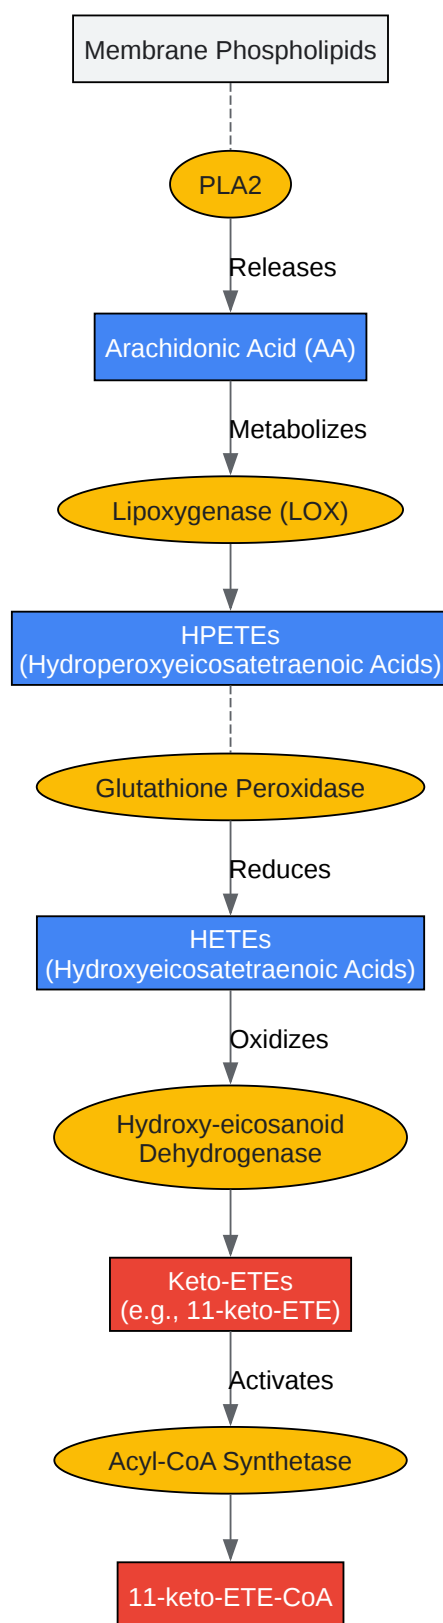 Membrane Phospholipids
PLA2
Releases
Arachidonic Acid (AA)
Metabolizes
Lipoxygenase (LOX)
HPETEs
(Hydroperoxyeicosatetraenoic Acids)
Glutathione Peroxidase
Reduces
HETEs
(Hydroxyeicosatetraenoic Acids)
Oxidizes
Hydroxy-eicosanoid
Dehydrogenase
Keto-ETEs
(e.g., 11-keto-ETE)
Activates
Acyl-CoA Synthetase
11-keto-ETE-CoA